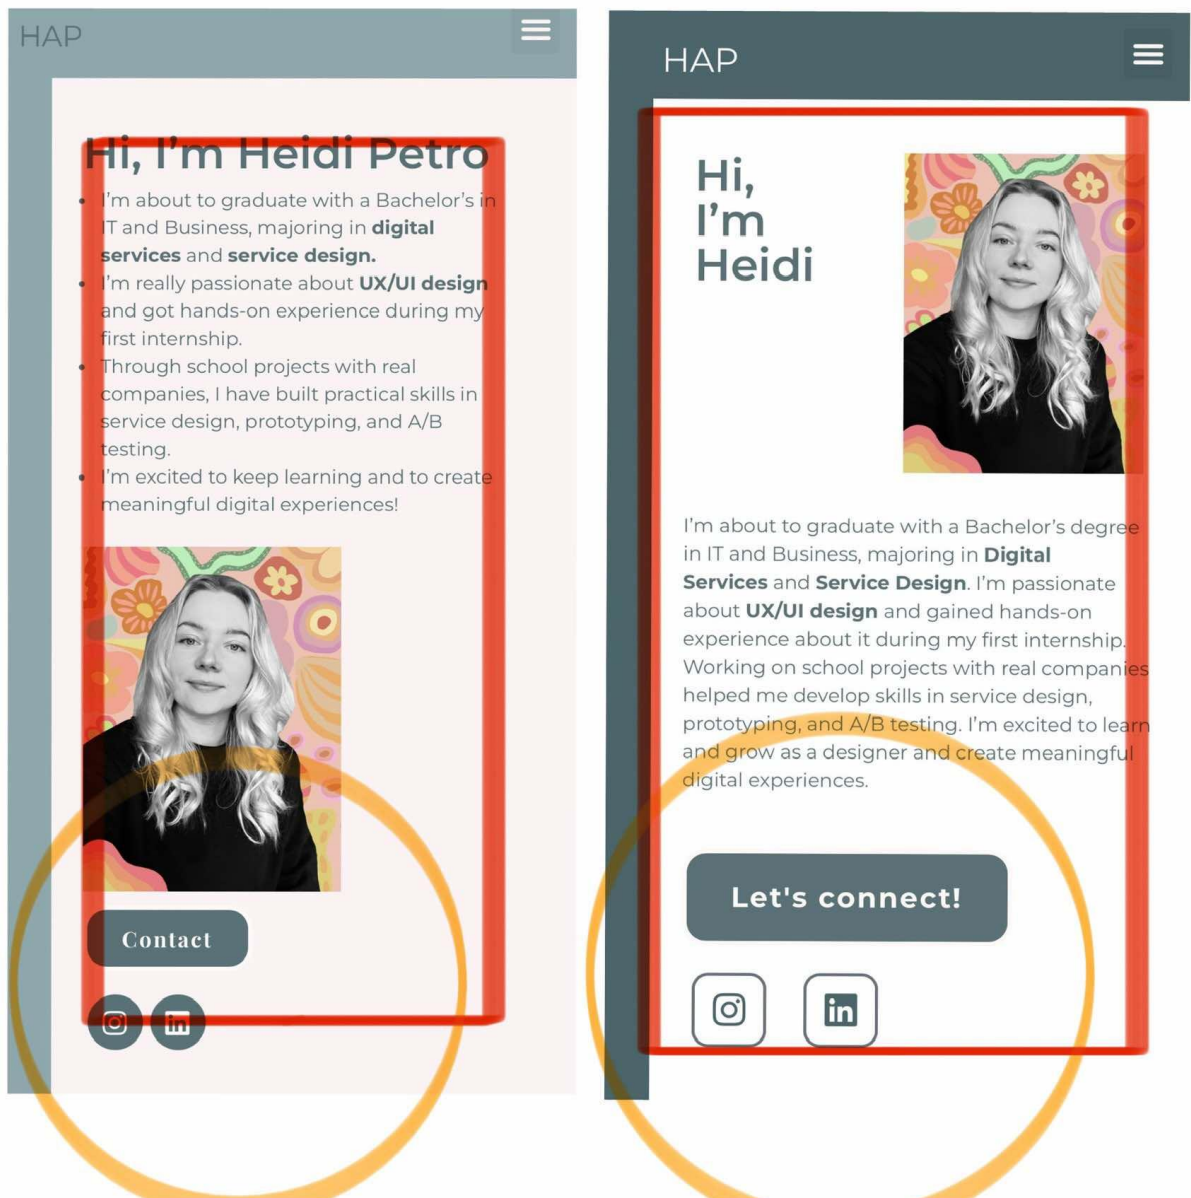 HAP
Hi, I'm Heidi Petro
I'm about to graduate with a Bachelor's in
IT and Business, majoring in digital
services and service design.
I'm really passionate about UX/UI design
and got hands-on experience during my
first internship.
Through school projects with real
companies, I have built practical skills in
service design, prototyping, and A/B
testing.
I'm excited to keep learning and to create
meaningful digital experiences!
Contact
in
HAP
Hi,
I'm
Heidi
I'm about to graduate with a Bachelor's degree
in IT and Business, majoring in Digital
Services and Service Design. I'm passionate
about UX/UI design and gained hands-on
experience about it during my first internship.
Working on school projects with real companies
helped me develop skills in service design,
prototyping, and A/B testing. I'm excited to learn
and grow as a designer and create meaningful
digital experiences.
Let's connect!
in